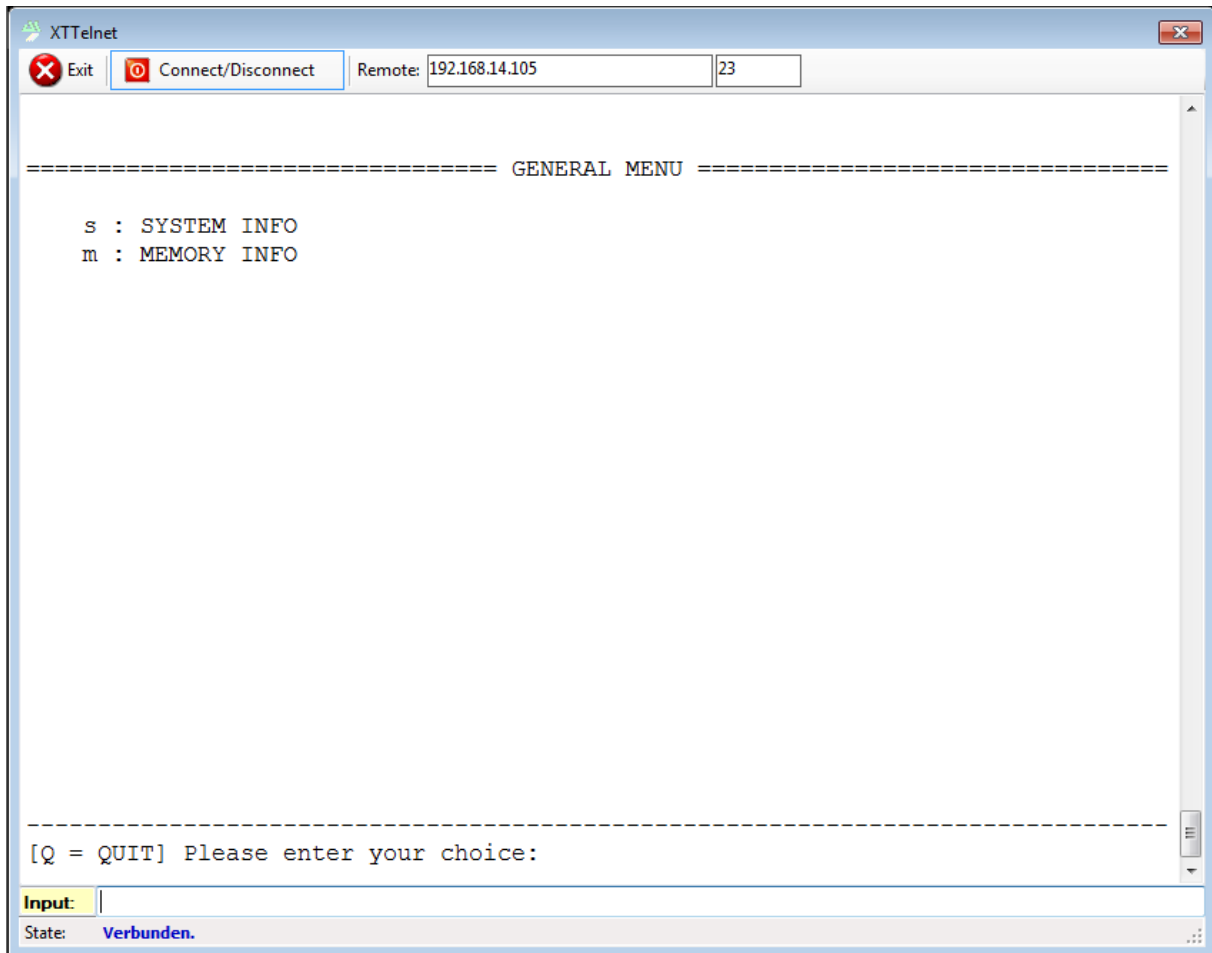 XTTelnet
Exit Connect/Disconnect Remote: 192.168.14.105 23
================================= GENERAL MENU =================================
s : SYSTEM INFO
m : MEMORY INFO
--------------------------------------------------------------------------------
[Q = QUIT] Please enter your choice:
Input:
State: Verbunden.